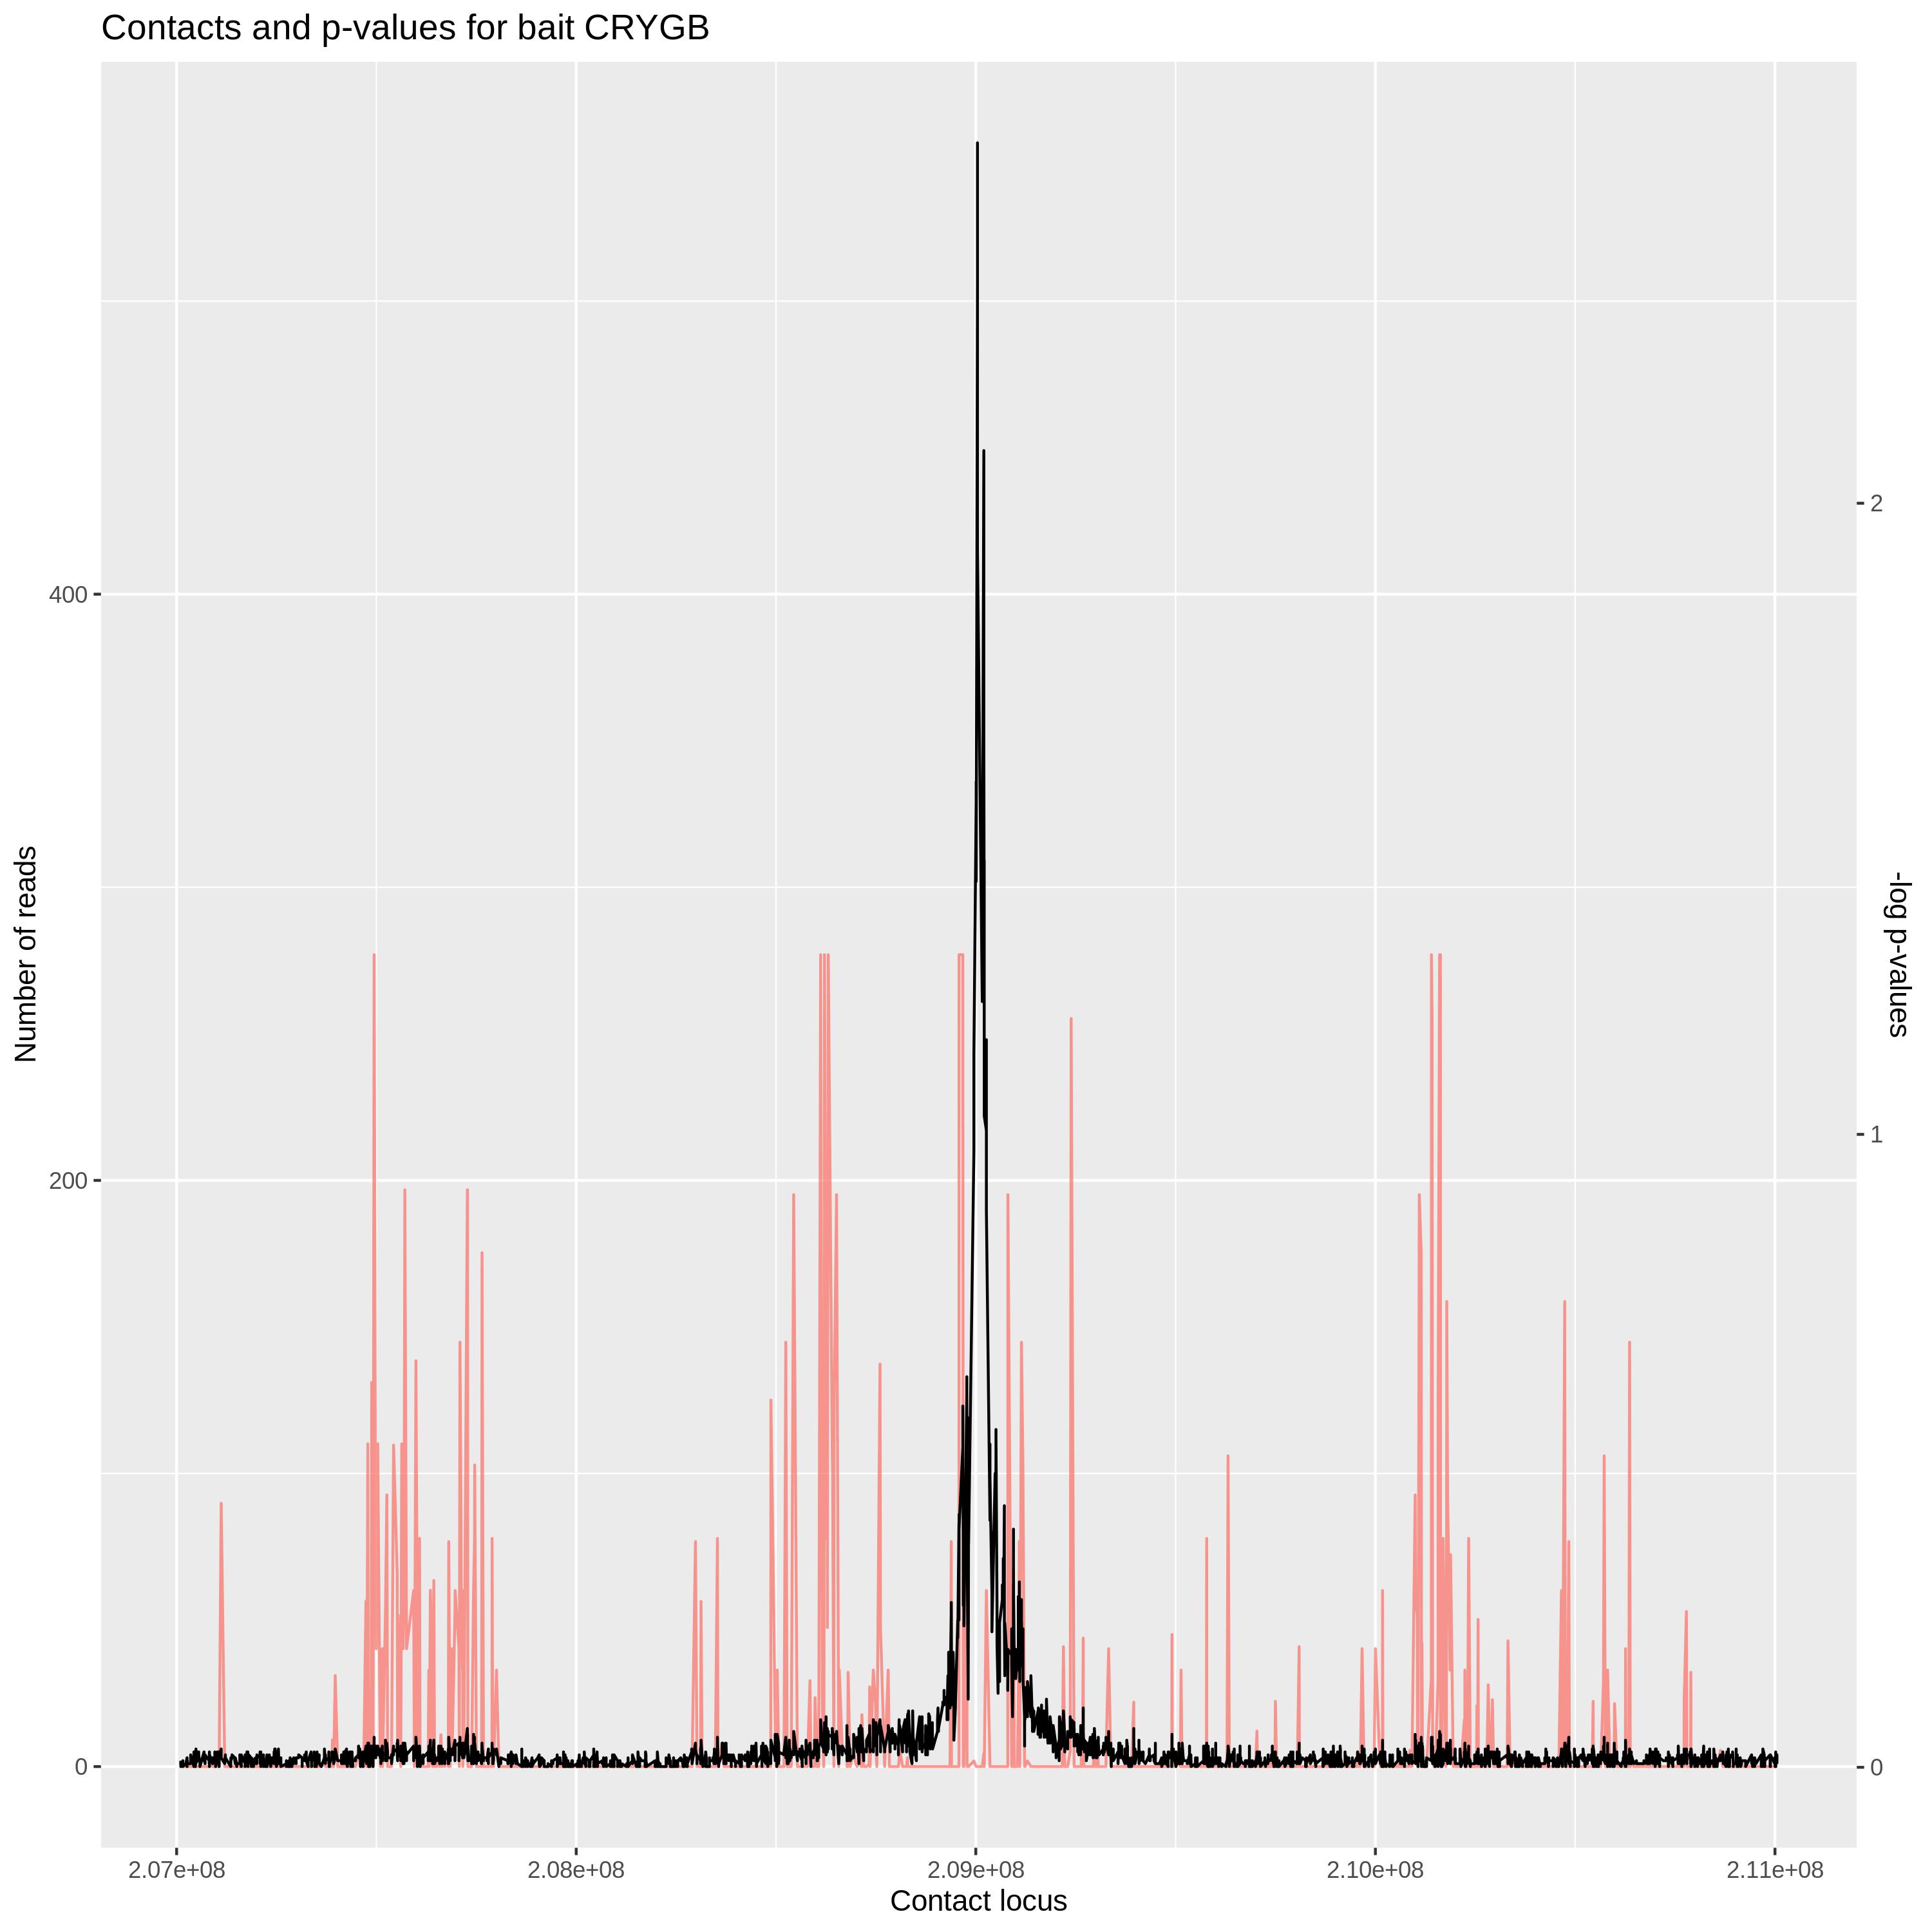 Contacts and p-values for bait CRYGB
Number of reads
400
200
0
2
1
0
-log p-values
2.07e+08
2.08e+08
2.09e+08
2.10e+08
2.11e+08
Contact locus